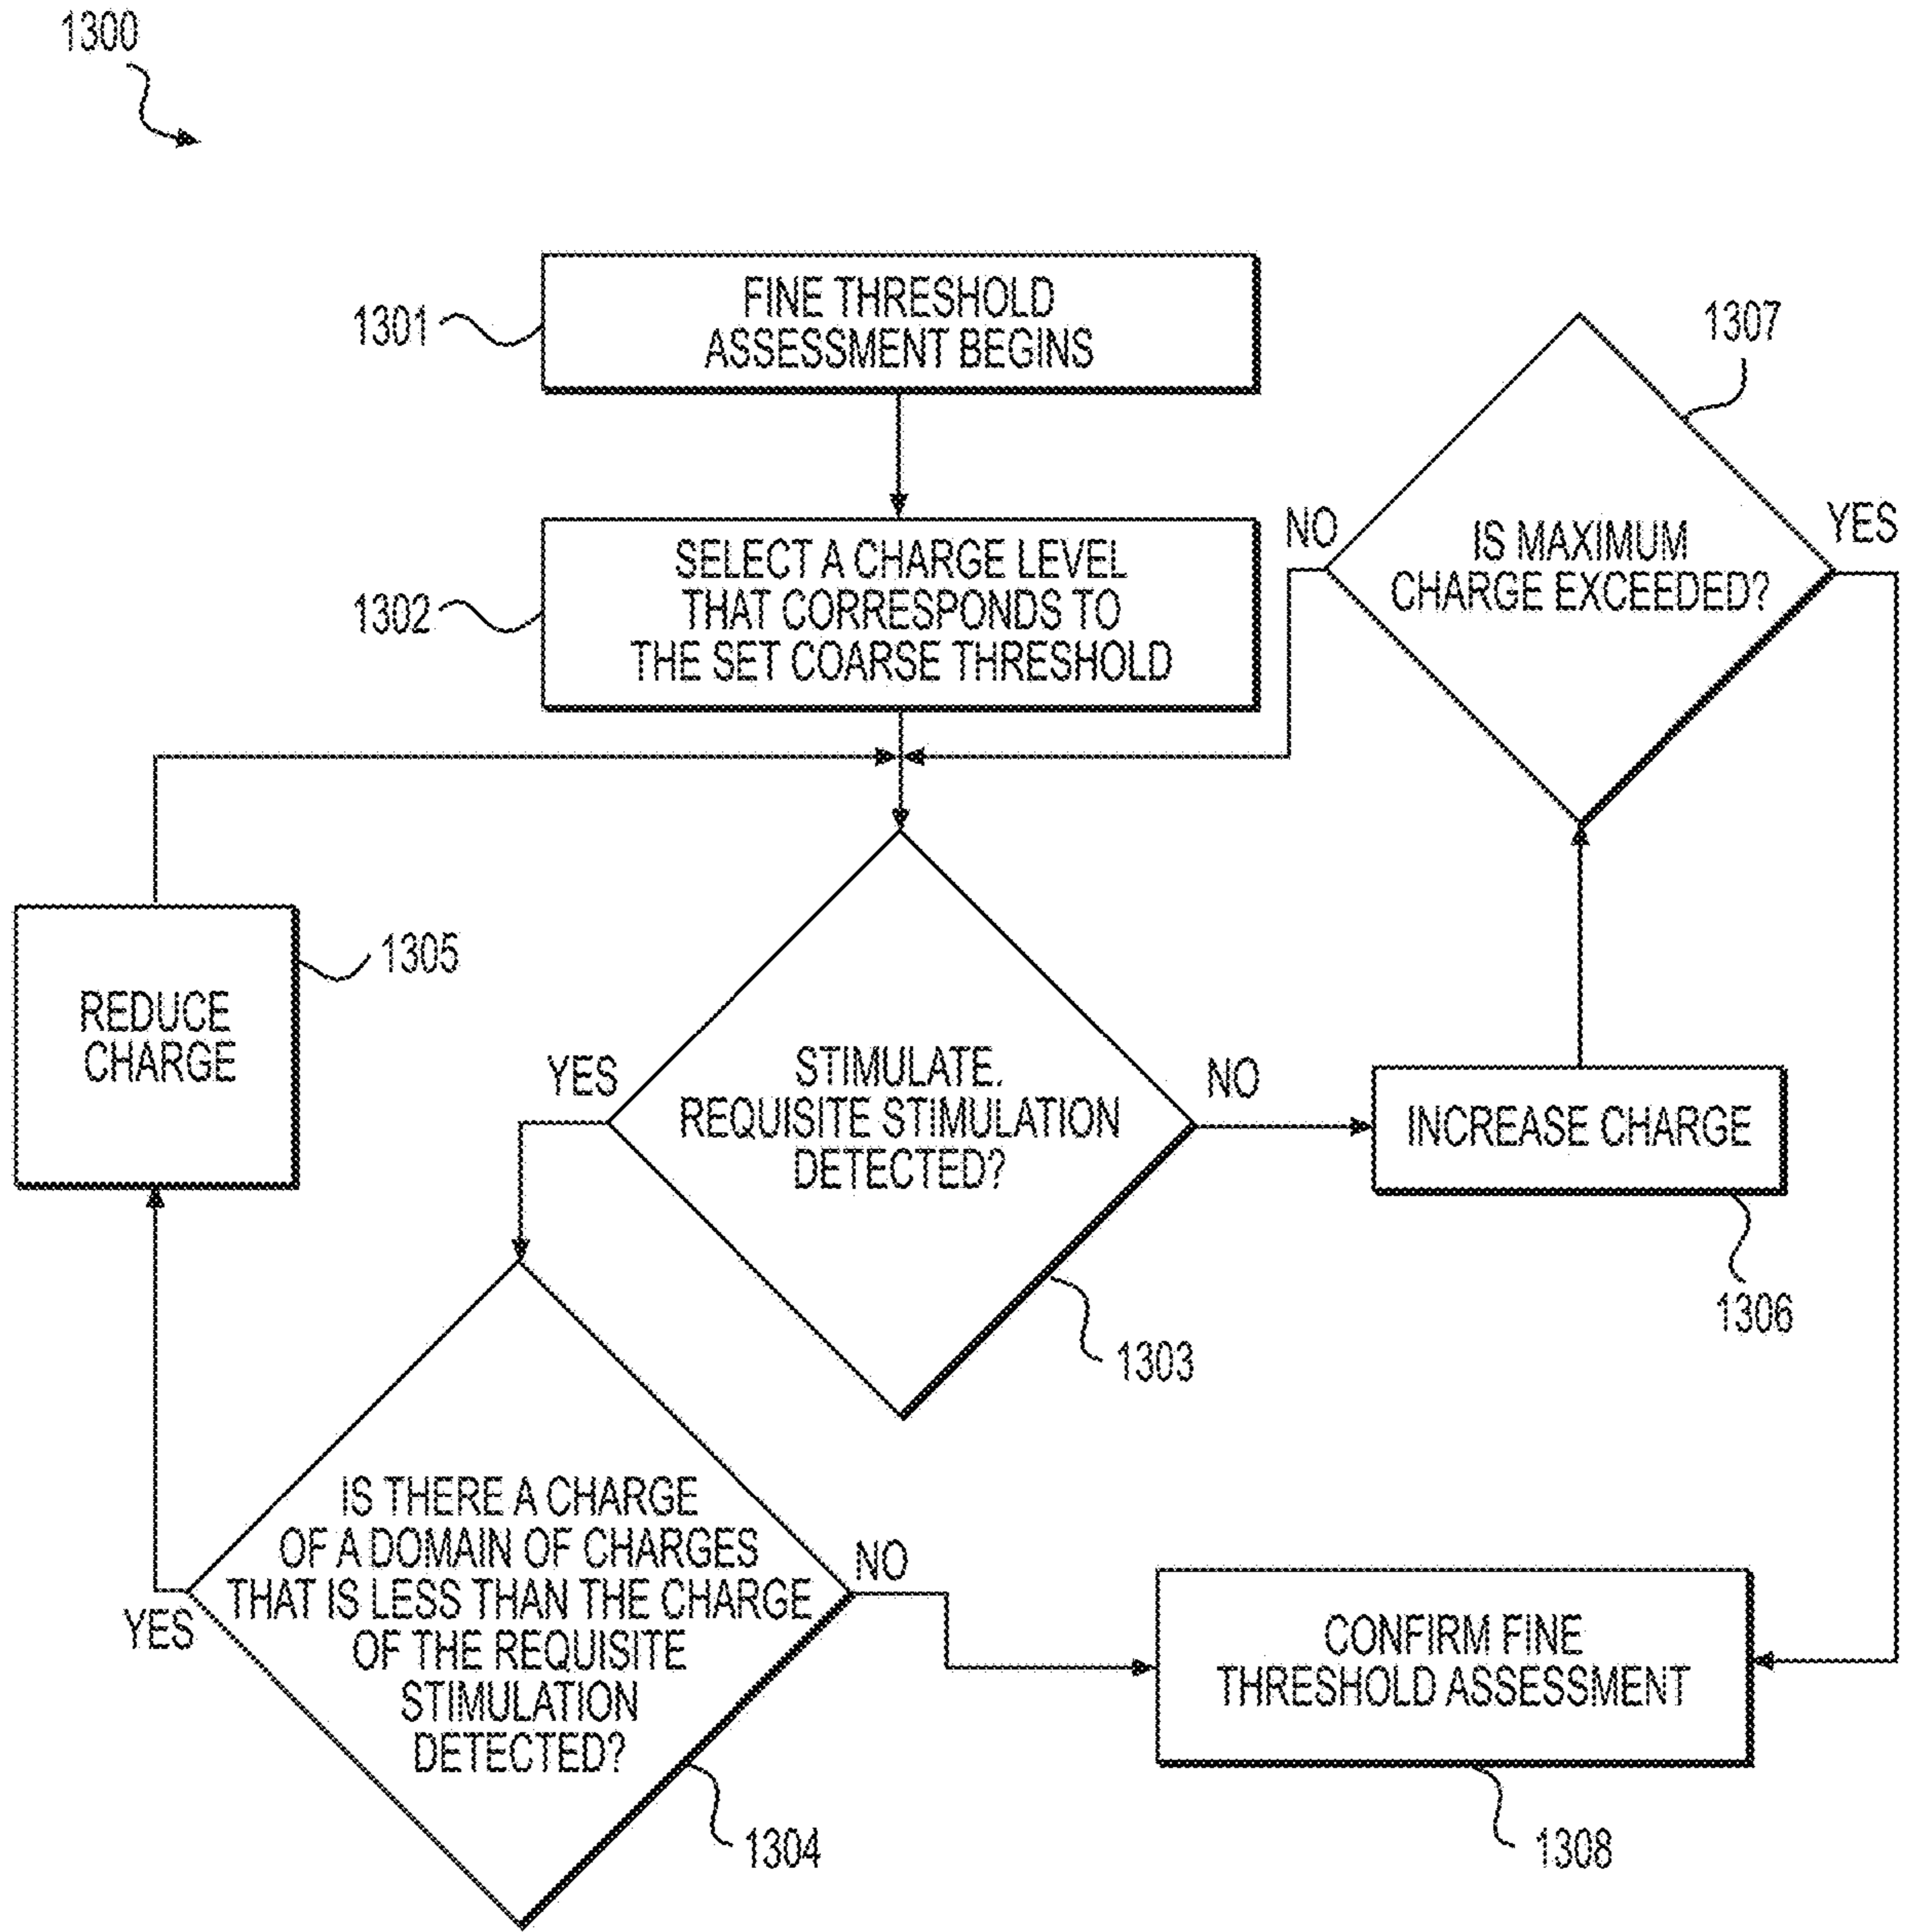 1300
FINE THRESHOLD
ASSESSMENT BEGINS
1301
1307
SELECT A CHARGE LEVEL
THAT CORRESPONDS TO
THE SET COARSE THRESHOLD
1302
NO
IS MAXIMUM
CHARGE EXCEEDED?
YES
REDUCE
CHARGE
1305
YES
STIMULATE.
REQUISITE STIMULATION
DETECTED?
NO
INCREASE CHARGE
1306
1303
IS THERE A CHARGE
OF A DOMAIN OF CHARGES
THAT IS LESS THAN THE CHARGE
OF THE REQUISITE
STIMULATION
DETECTED?
YES
NO
1304
CONFIRM FINE
THRESHOLD ASSESSMENT
1308